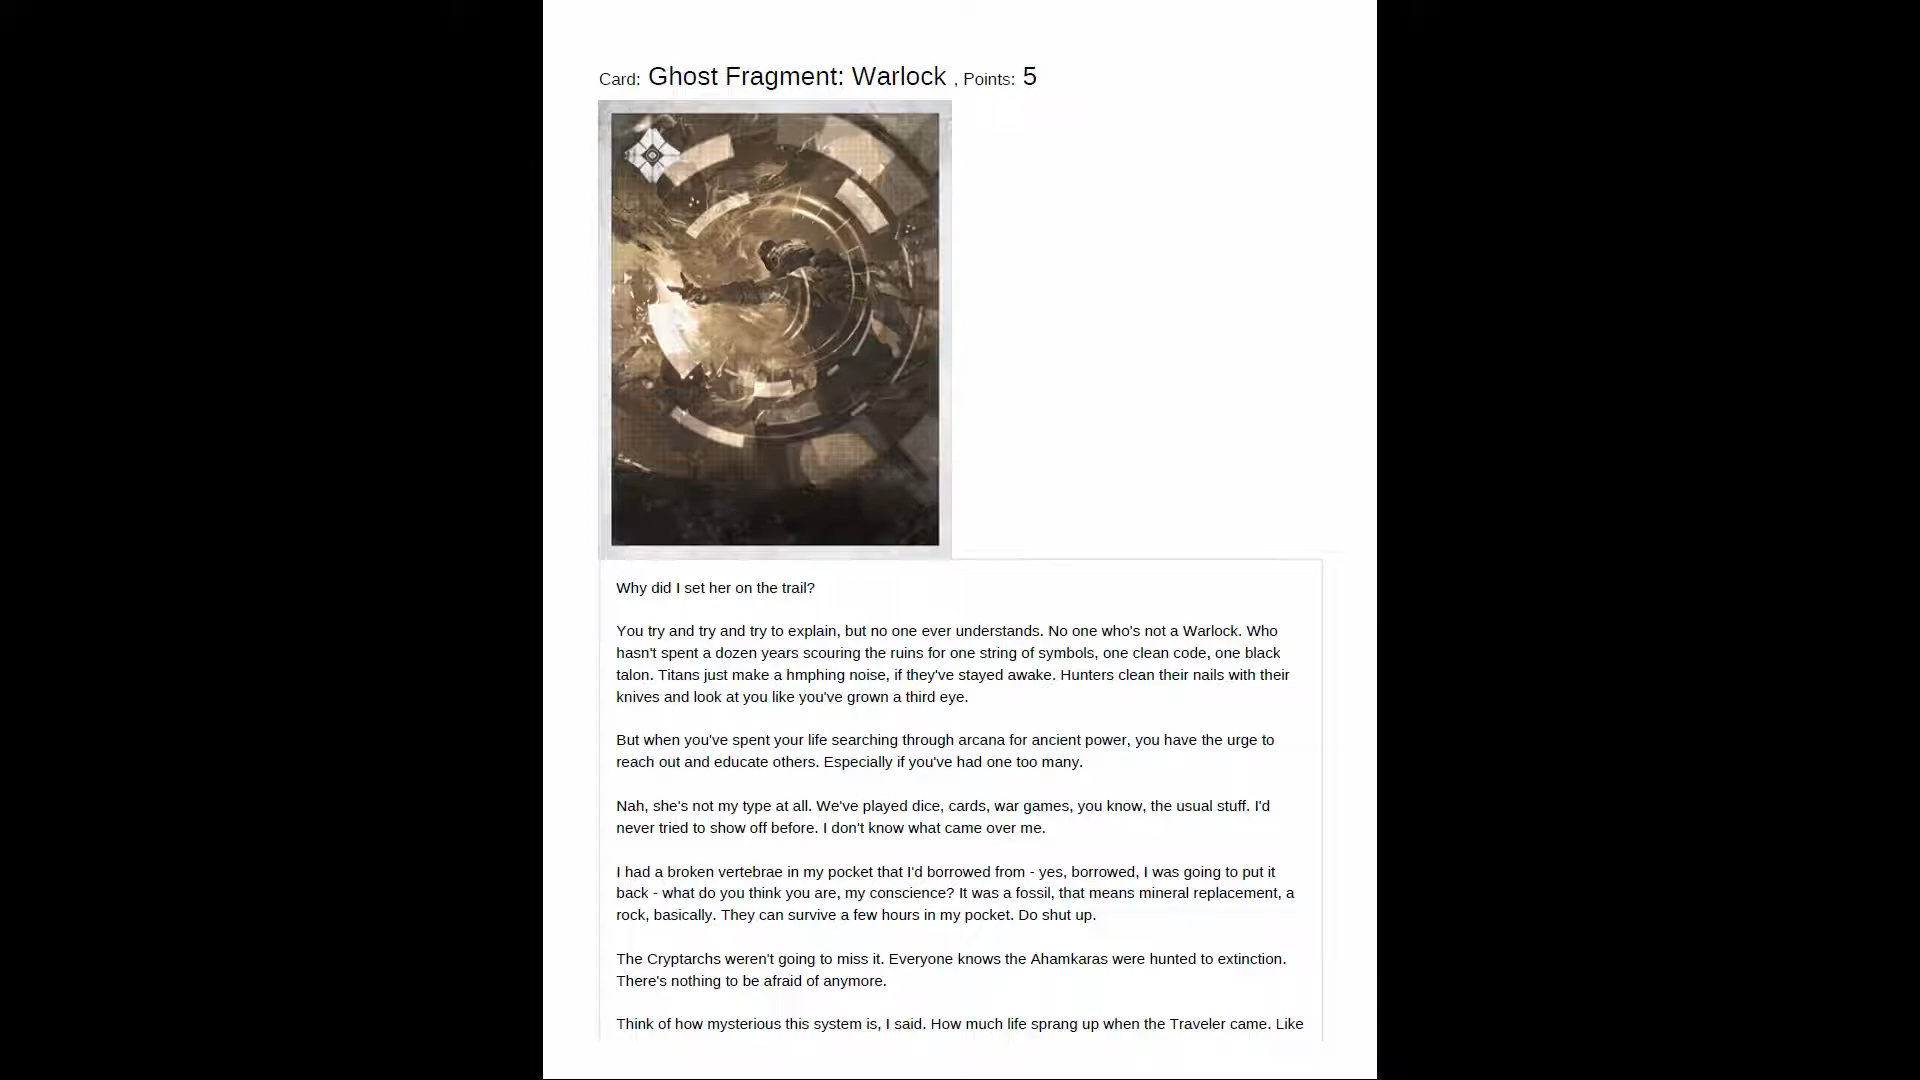 Card: Ghost Fragment: Warlock , Points: 5
Why did I set her on the trail?
You try and try and try to explain, but no one ever understands. No one who's not a Warlock. Who
hasn't spent a dozen years scouring the ruins for one string of symbols, one clean code, one black
talon. Titans just make a hmphing noise, if they've stayed awake. Hunters clean their nails with their
knives and look at you like you've grown a third eye.
But when you've spent your life searching through arcana for ancient power, you have the urge to
reach out and educate others. Especially if you've had one too many.
Nah, she's not my type at all. We've played dice, cards, war games, you know, the usual stuff. I'd
never tried to show off before. I don't know what came over me.
I had a broken vertebrae in my pocket that I'd borrowed from - yes, borrowed, I was going to put it
back - what do you think you are, my conscience? It was a fossil, that means mineral replacement, a
rock, basically. They can survive a few hours in my pocket. Do shut up.
The Cryptarchs weren't going to miss it. Everyone knows the Ahamkaras were hunted to extinction.
There's nothing to be afraid of anymore.
Think of how mysterious this system is, I said. How much life sprang up when the Traveler came. Like